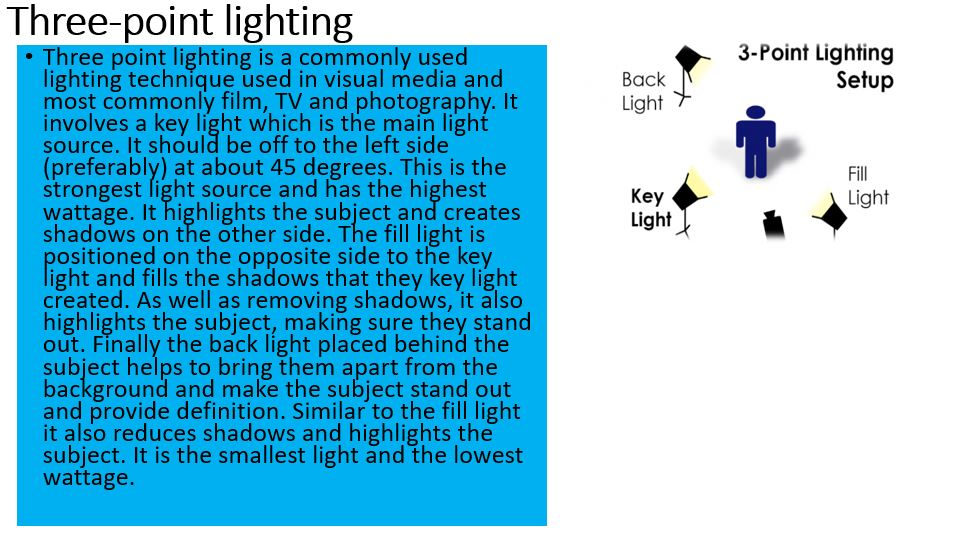 Three-point lighting
• Three point lighting is a commonly used
lighting technique used in visual media and
most commonly film, TV and photography. It
involves a key light which is the main light
source. It should be off to the left side
(preferably) at about 45 degrees. This is the
strongest light source and has the highest
wattage. It highlights the subject and creates
shadows on the other side. The fill light is
positioned on the opposite side to the key
light and fills the shadows that they key light
created. As well as removing shadows, it also
highlights the subject, making sure they stand
out. Finally the back light placed behind the
subject helps to bring them apart from the
background and make the subject stand out
and provide definition. Similar to the fill light
it also reduces shadows and highlights the
subject. It is the smallest light and the lowest
wattage.
3-Point Lighting
Setup
Back
Light
Key
Light
Fill
Light